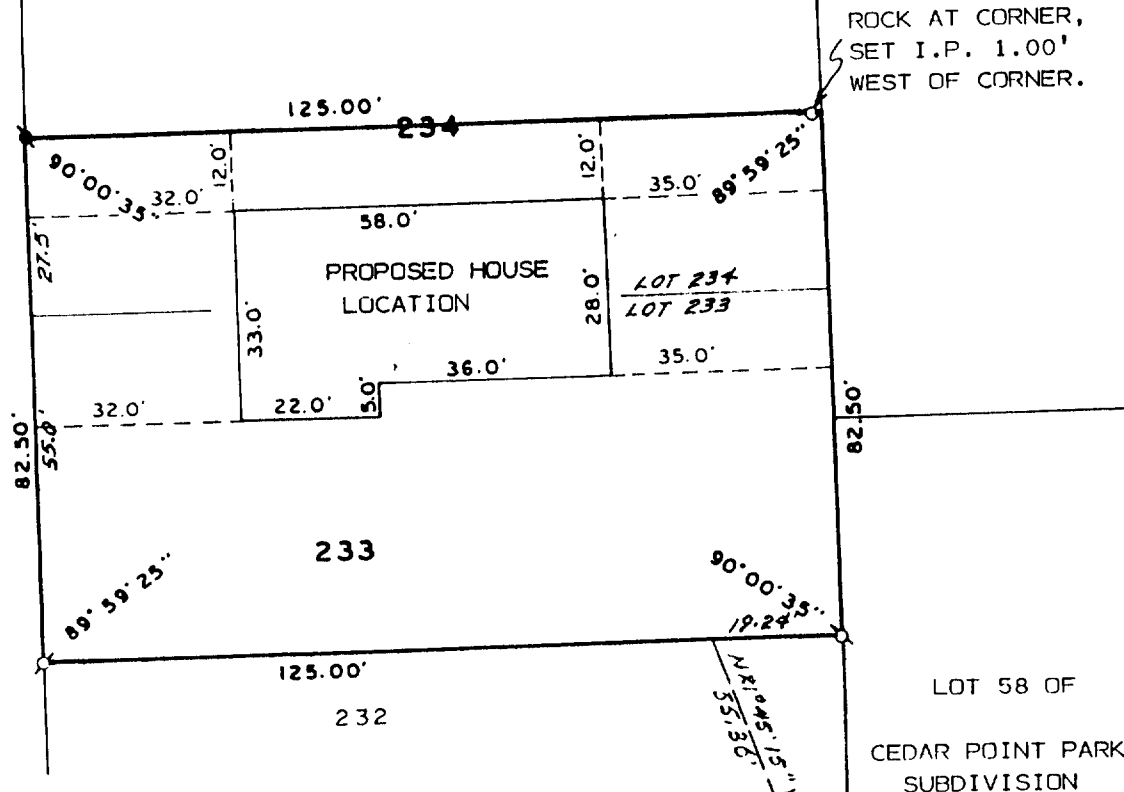 ROCK AT CORNER,
SET I.P. 1.00'
WEST OF CORNER.
125.00'
234
90°00'35"
12.0'
12.0'
89°59'25"
32.0'
35.0'
58.0'
27.5'
PROPOSED HOUSE
LOCATION
LOT 234
LOT 233
33.0'
28.0'
36.0'
35.0'
32.0'
22.0'
5.0'
82.50'
55.0'
82.50'
233
89°59'25"
90°00'35"
19.24'
125.00'
232
55.36'
LOT 58 OF
CEDAR POINT PARK
SUBDIVISION